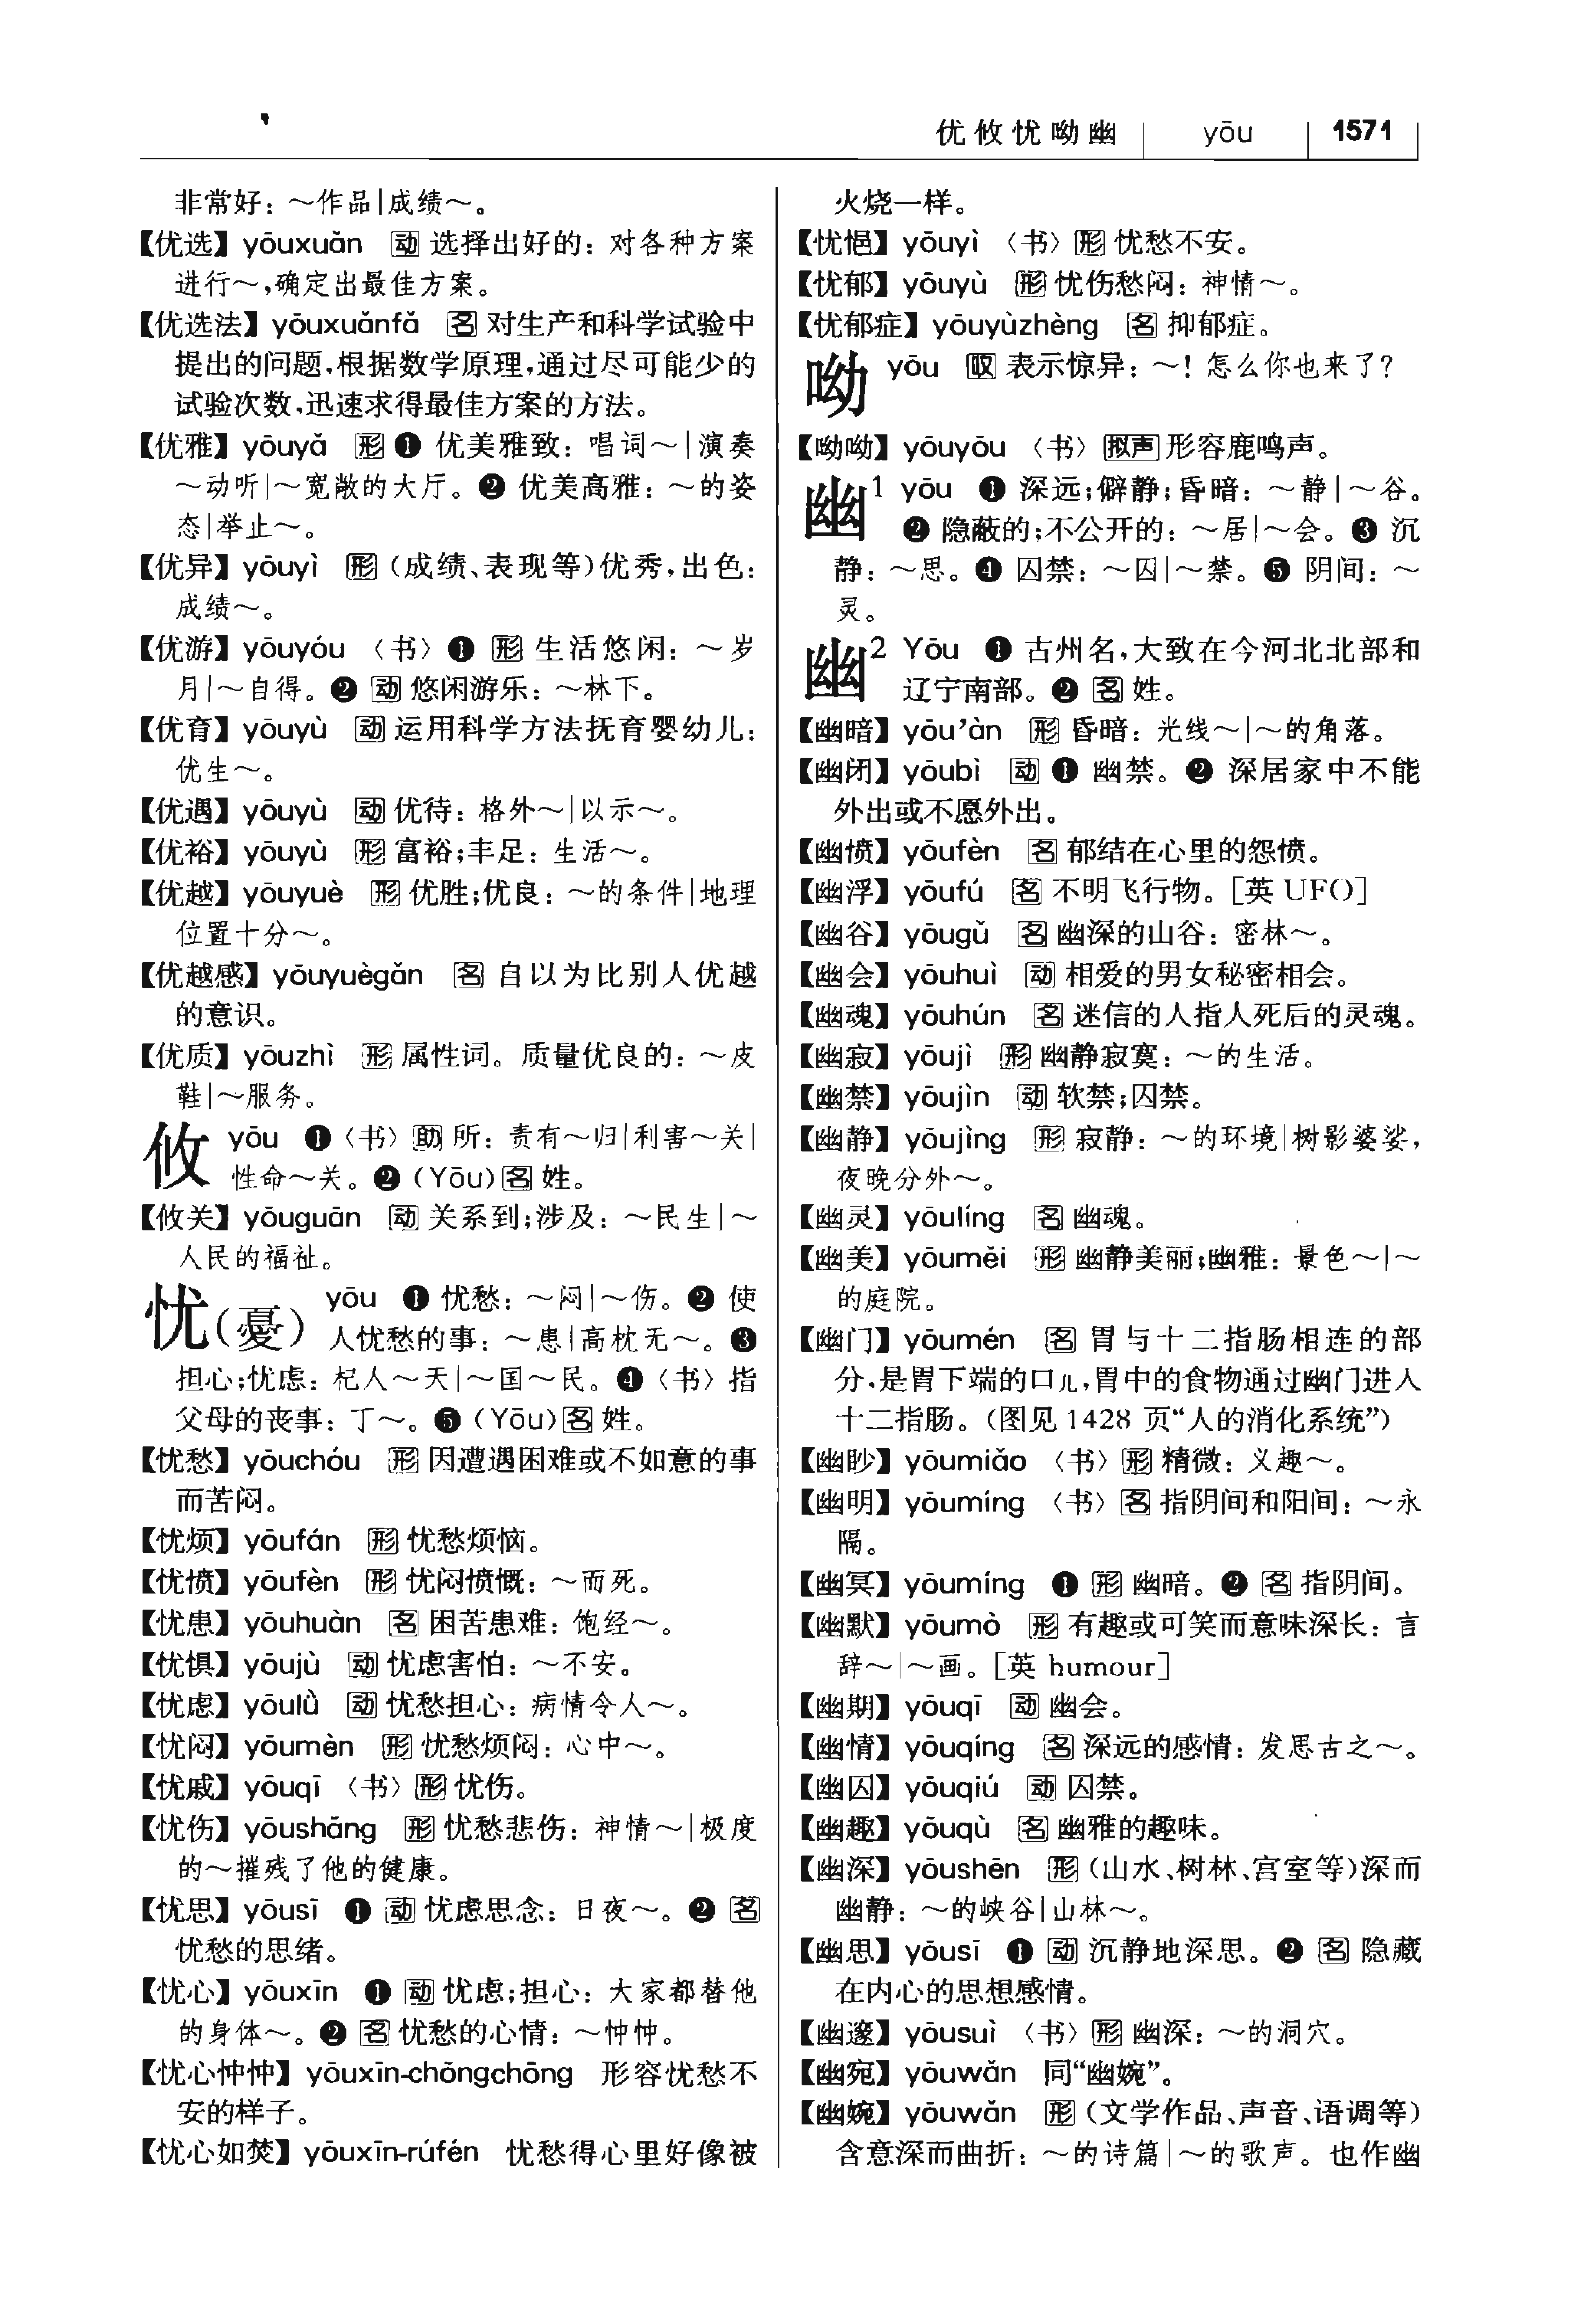 优攸忧呦幽 yōu 1571
非常好：～作品|成绩～。
【优选】yōuxuǎn 动 选择出好的：对各种方案
进行～，确定出最佳方案。
【优选法】yōuxuǎnfǎ 名 对生产和科学试验中
提出的问题，根据数学原理，通过尽可能少的
试验次数，迅速求得最佳方案的方法。
【优雅】yōuyǎ 形 ❶ 优美雅致：唱词～|演奏
～动听|～宽敞的大厅。❷ 优美高雅：～的姿
态|举止～。
【优异】yōuyì 形（成绩、表现等）优秀，出色：
成绩～。
【优游】yōuyóu〈书〉❶ 形 生活悠闲：～岁
月|～自得。❷ 动 悠闲游乐：～林下。
【优育】yōuyù 动 运用科学方法抚育婴幼儿：
优生～。
【优遇】yōuyù 动 优待：格外～|以示～。
【优裕】yōuyù 形 富裕；丰足：生活～。
【优越】yōuyuè 形 优胜；优良：～的条件|地理
位置十分～。
【优越感】yōuyuègǎn 名 自以为比别人优越
的意识。
【优质】yōuzhì 形 属性词。质量优良的：～皮
鞋|～服务。
攸 yōu ❶〈书〉助 所：责有～归|利害～关|
性命～关。❷（Yōu）名 姓。
【攸关】yōuguān 动 关系到；涉及：～民生|～
人民的福祉。
忧（憂） yōu ❶ 忧愁：～闷|～伤。❷ 使
人忧愁的事：～患|高枕无～。❸
担心；忧虑：杞人～天|～国～民。❹〈书〉指
父母的丧事：丁～。❺（Yōu）名 姓。
【忧愁】yōuchóu 形 因遭遇困难或不如意的事
而苦闷。
【忧烦】yōufán 形 忧愁烦恼。
【忧愤】yōufèn 形 忧闷愤慨：～而死。
【忧患】yōuhuàn 名 困苦患难：饱经～。
【忧惧】yōujù 动 忧虑害怕：～不安。
【忧虑】yōulǜ 动 忧愁担心：病情令人～。
【忧闷】yōumèn 形 忧愁烦闷：心中～。
【忧戚】yōuqī〈书〉形 忧伤。
【忧伤】yōushāng 形 忧愁悲伤：神情～|极度
的～摧残了他的健康。
【忧思】yōusī ❶ 动 忧虑思念：日夜～。❷ 名
忧愁的思绪。
【忧心】yōuxīn ❶ 动 忧虑；担心：大家都替他
的身体～。❷ 名 忧愁的心情：～忡忡。
【忧心忡忡】yōuxīn-chōngchōng 形容忧愁不
安的样子。
【忧心如焚】yōuxīn-rúfén 忧愁得心里好像被
火烧一样。
【忧悒】yōuyì〈书〉形 忧愁不安。
【忧郁】yōuyù 形 忧伤愁闷：神情～。
【忧郁症】yōuyùzhèng 名 抑郁症。
呦 yōu 叹 表示惊异：～！怎么你也来了？
【呦呦】yōuyōu〈书〉拟声 形容鹿鸣声。
幽1 yōu ❶ 深远；僻静；昏暗：～静|～谷。
❷ 隐蔽的；不公开的：～居|～会。❸ 沉
静：～思。❹ 囚禁：～囚|～禁。❺ 阴间：～
灵。
幽2 Yōu ❶ 古州名，大致在今河北北部和
辽宁南部。❷ 名 姓。
【幽暗】yōu’àn 形 昏暗：光线～|～的角落。
【幽闭】yōubì 动 ❶ 幽禁。❷ 深居家中不能
外出或不愿外出。
【幽愤】yōufèn 名 郁结在心里的怨愤。
【幽浮】yōufú 名 不明飞行物。［英 UFO］
【幽谷】yōugǔ 名 幽深的山谷：密林～。
【幽会】yōuhuì 动 相爱的男女秘密相会。
【幽魂】yōuhún 名 迷信的人指人死后的灵魂。
【幽寂】yōujì 形 幽静寂寞：～的生活。
【幽禁】yōujìn 动 软禁；囚禁。
【幽静】yōujìng 形 寂静：～的环境|树影婆娑，
夜晚分外～。
【幽灵】yōulíng 名 幽魂。
【幽美】yōuměi 形 幽静美丽；幽雅：景色～|～
的庭院。
【幽门】yōumén 名 胃与十二指肠相连的部
分，是胃下端的口儿，胃中的食物通过幽门进入
十二指肠。（图见 1428 页“人的消化系统”）
【幽眇】yōumiǎo〈书〉形 精微：义趣～。
【幽明】yōumíng〈书〉名 指阴间和阳间：～永
隔。
【幽冥】yōumíng ❶ 形 幽暗。❷ 名 指阴间。
【幽默】yōumò 形 有趣或可笑而意味深长：言
辞～|～画。［英 humour］
【幽期】yōuqī 动 幽会。
【幽情】yōuqíng 名 深远的感情：发思古之～。
【幽囚】yōuqiú 动 囚禁。
【幽趣】yōuqù 名 幽雅的趣味。
【幽深】yōushēn 形（山水、树林、宫室等）深而
幽静：～的峡谷|山林～。
【幽思】yōusī ❶ 动 沉静地深思。❷ 名 隐藏
在内心的思想感情。
【幽邃】yōusuì〈书〉形 幽深：～的洞穴。
【幽宛】yōuwǎn 同“幽婉”。
【幽婉】yōuwǎn 形（文学作品、声音、语调等）
含意深而曲折：～的诗篇|～的歌声。也作幽